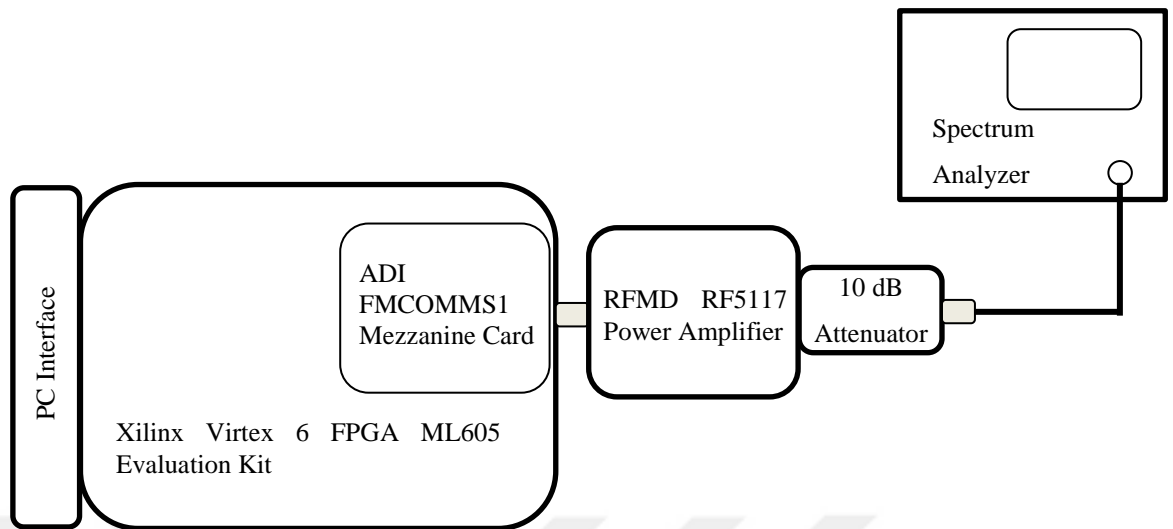 PC Interface
ADI
FMCOMMS1
Mezzanine Card
Xilinx Virtex 6 FPGA ML605
Evaluation Kit
RFMD RF5117
Power Amplifier
10 dB
Attenuator
Spectrum
Analyzer